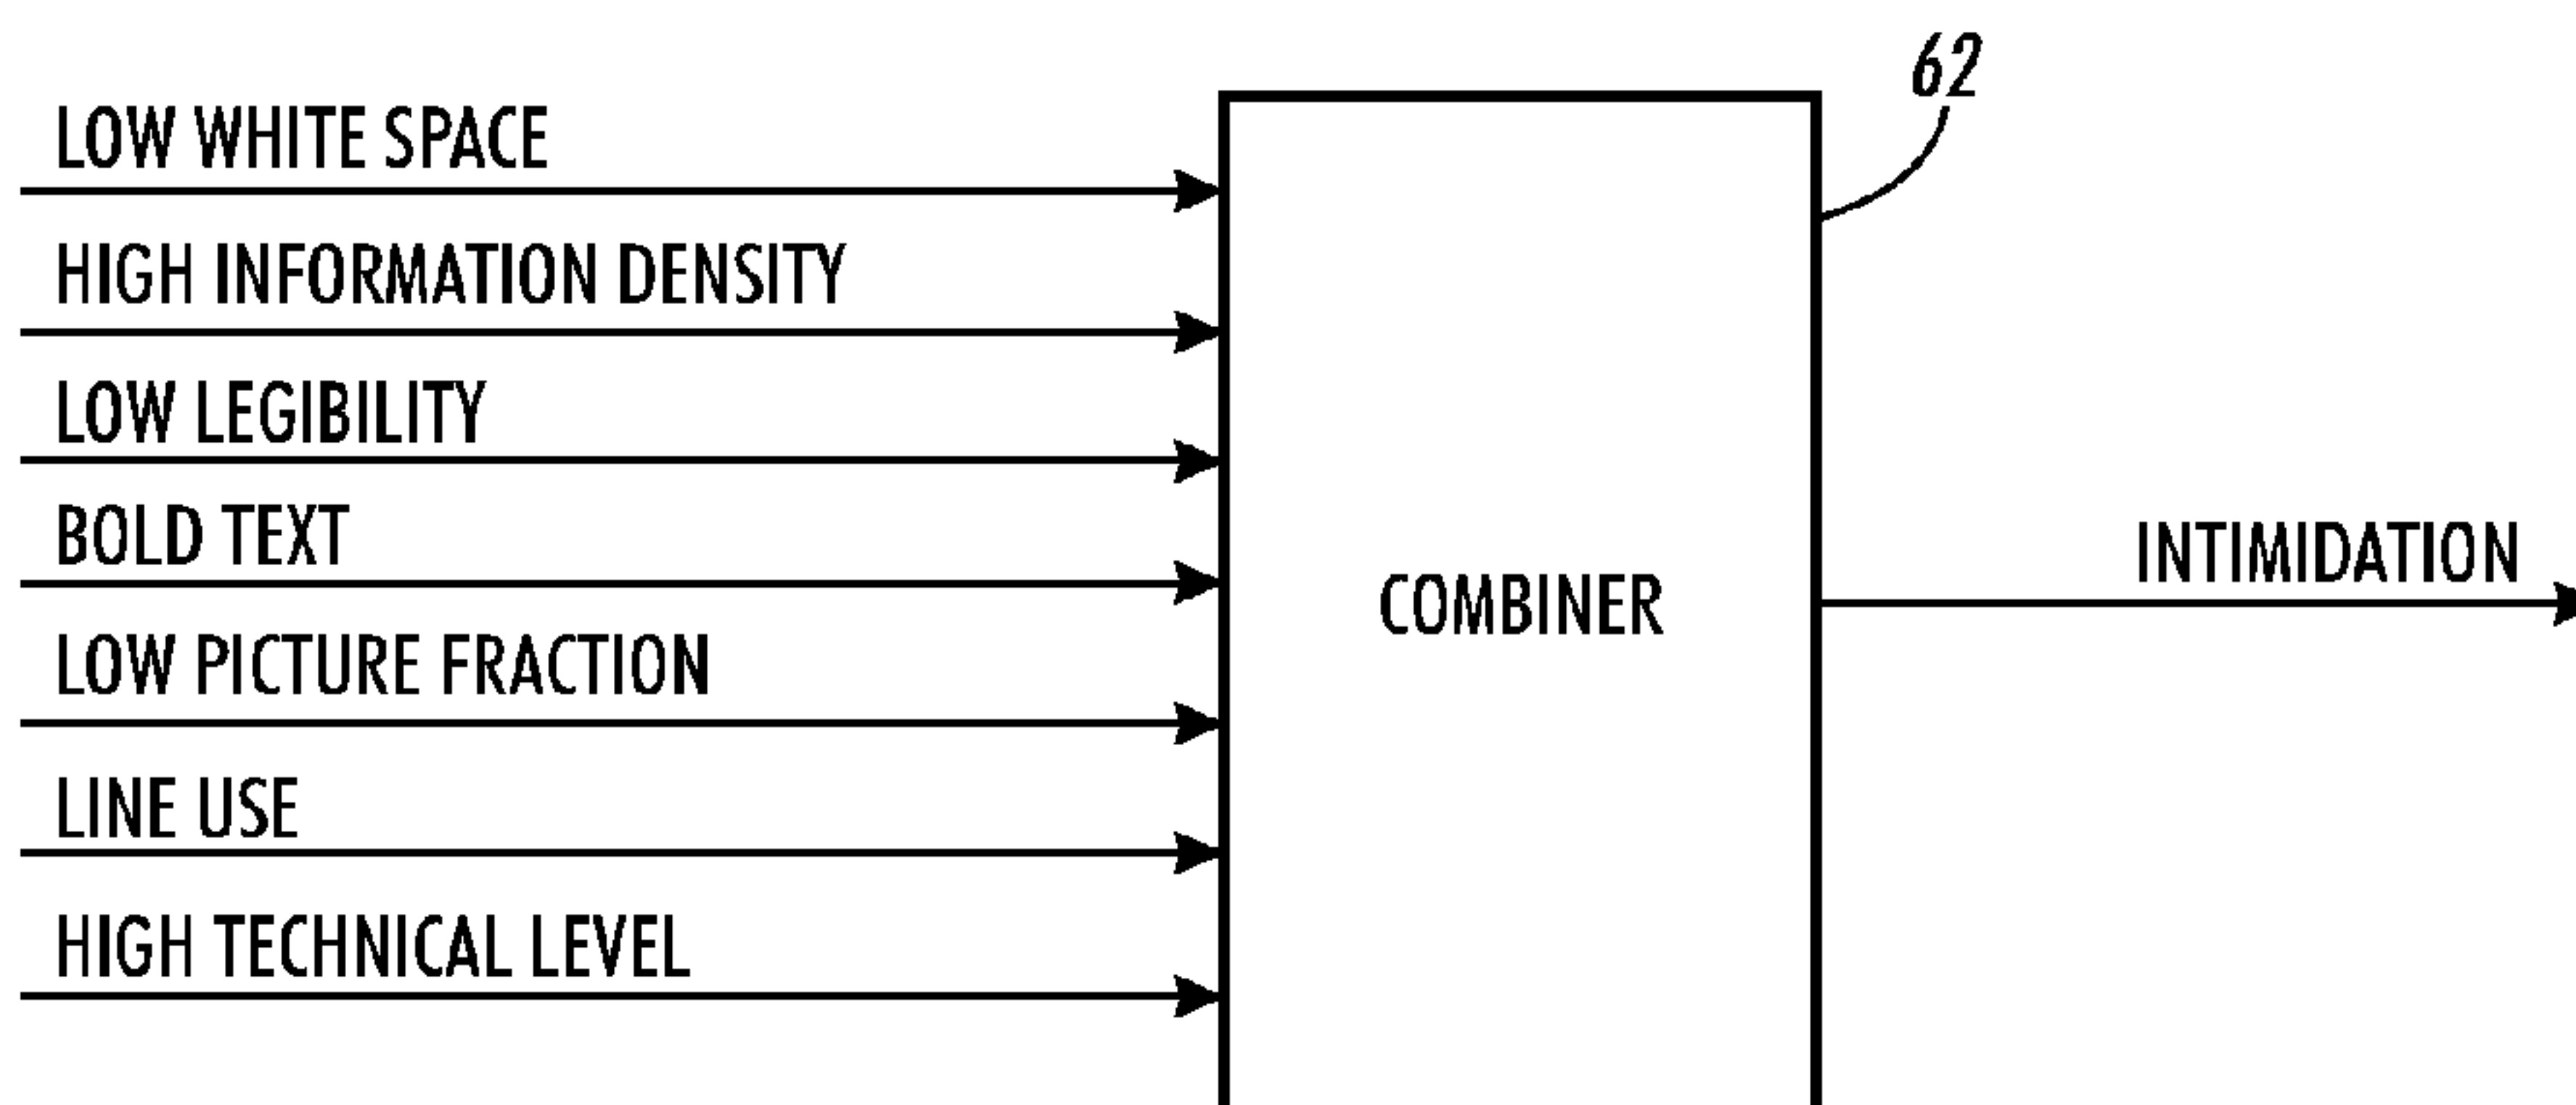 62
LOW WHITE SPACE
HIGH INFORMATION DENSITY
LOW LEGIBILITY
BOLD TEXT
LOW PICTURE FRACTION
LINE USE
HIGH TECHNICAL LEVEL
COMBINER
INTIMIDATION